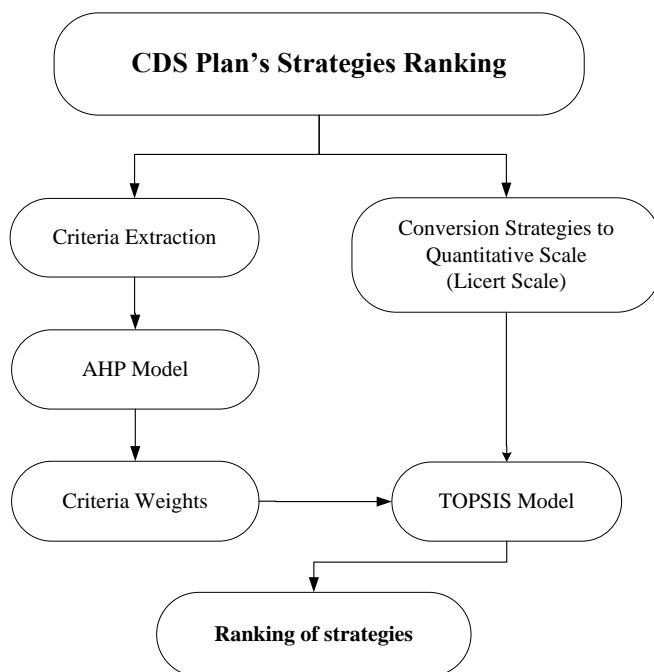 CDS Plan's Strategies Ranking
Criteria Extraction
Conversion Strategies to
Quantitative Scale
(Licert Scale)
AHP Model
Criteria Weights
TOPSIS Model
Ranking of strategies